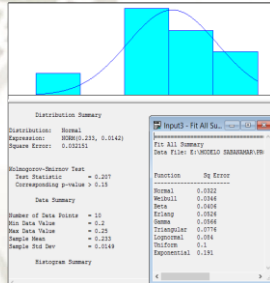 Distribution Summary
Distribution: Normal
Expression: NORM(0.233, 0.0142)
Square Error: 0.032151
Kolmogorov-Smirnov Test
Test Statistic = 0.207
Corresponding p-value > 0.15
Data Summary
Number of Data Points = 10
Min Data Value = 0.2
Max Data Value = 0.25
Sample Mean = 0.233
Sample Std Dev = 0.0149
Histogram Summary
Input3 - Fit All Su...
Fit All Summary
Data File: E:\MODELO
Function Sq Error
Normal 0.0322
Weibull 0.0346
Beta 0.0406
Erlang 0.0528
Gamma 0.0566
Triangular 0.0776
Lognormal 0.084
Uniform 0.1
Exponential 0.191